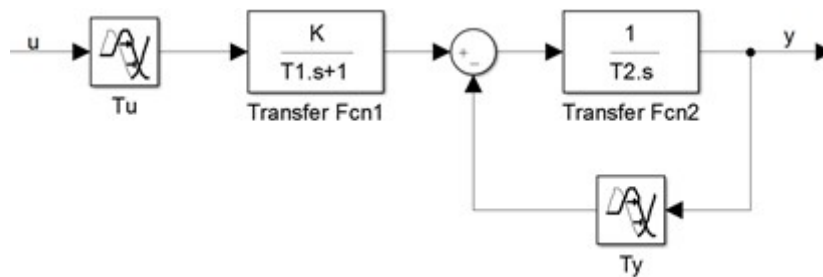 u
Tu
K
T1.s+1
Transfer Fcn1
+
-
1
T2.s
Transfer Fcn2
y
Ty